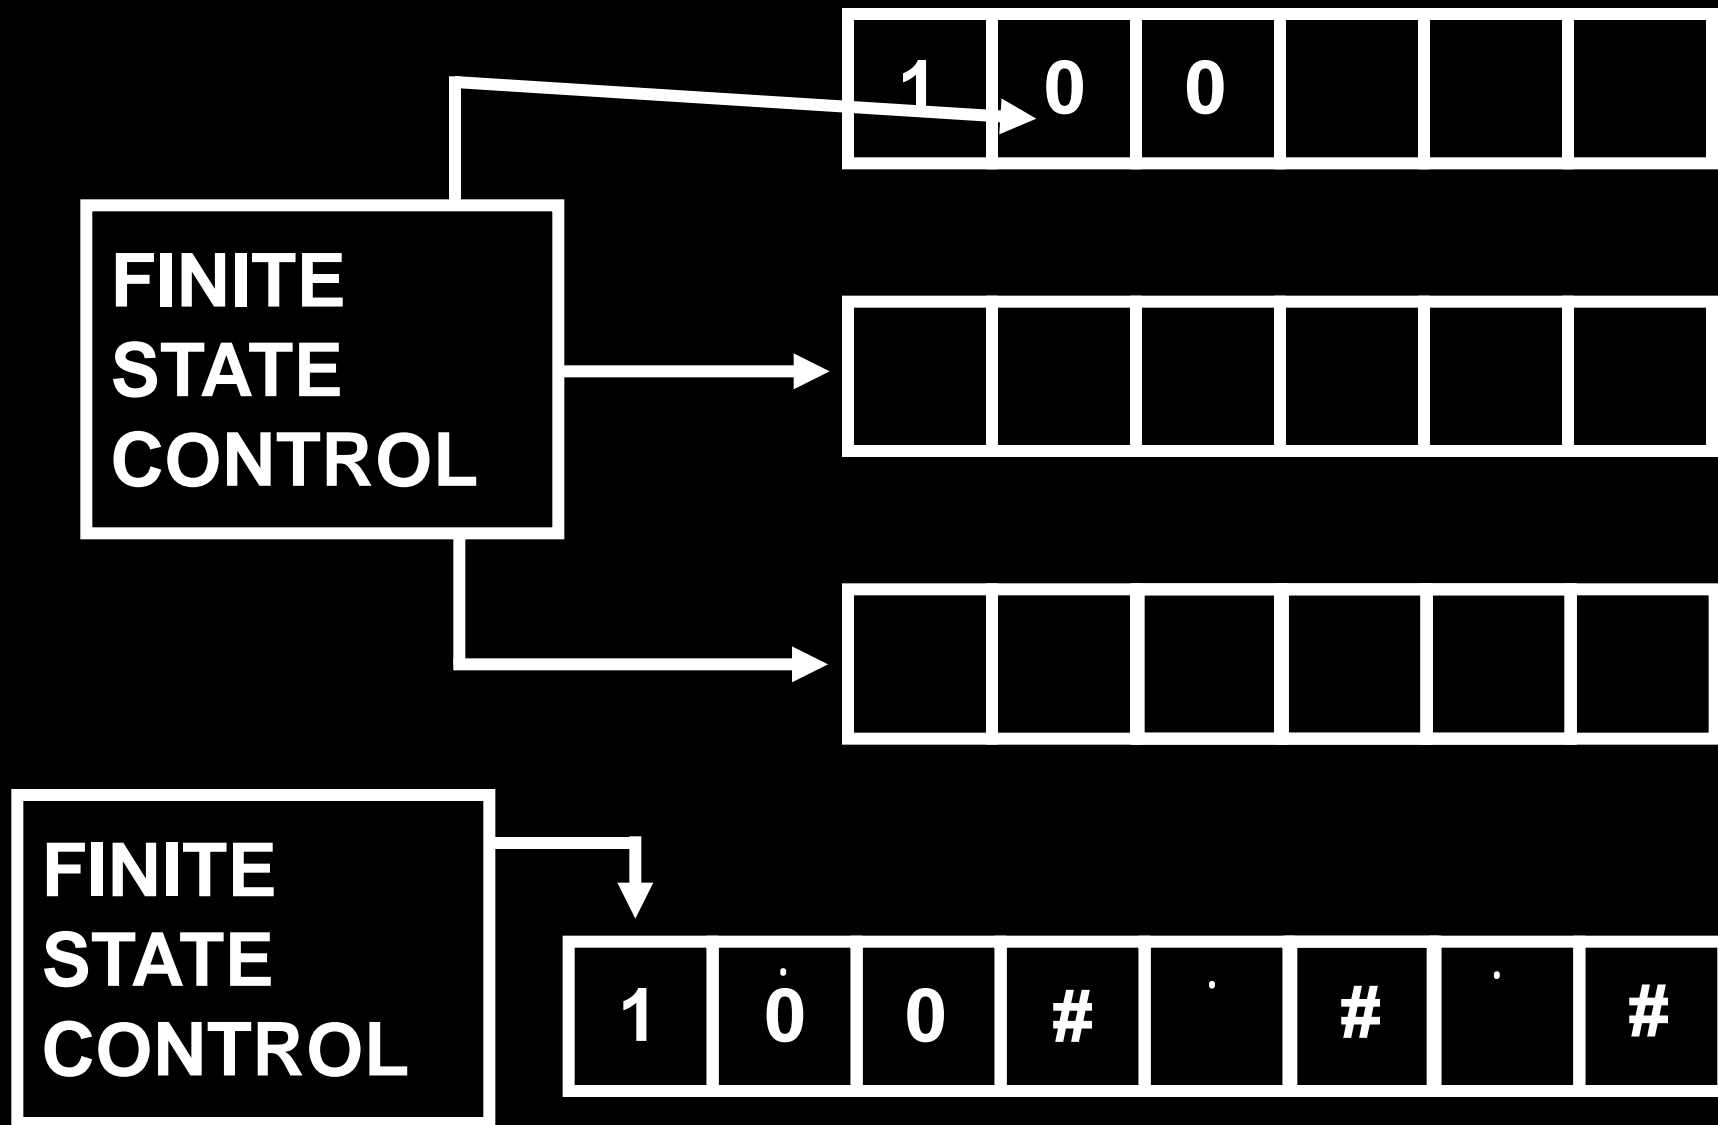 1 0 0
FINITE
STATE
CONTROL
FINITE
STATE
CONTROL
1 0 0 # . # . #